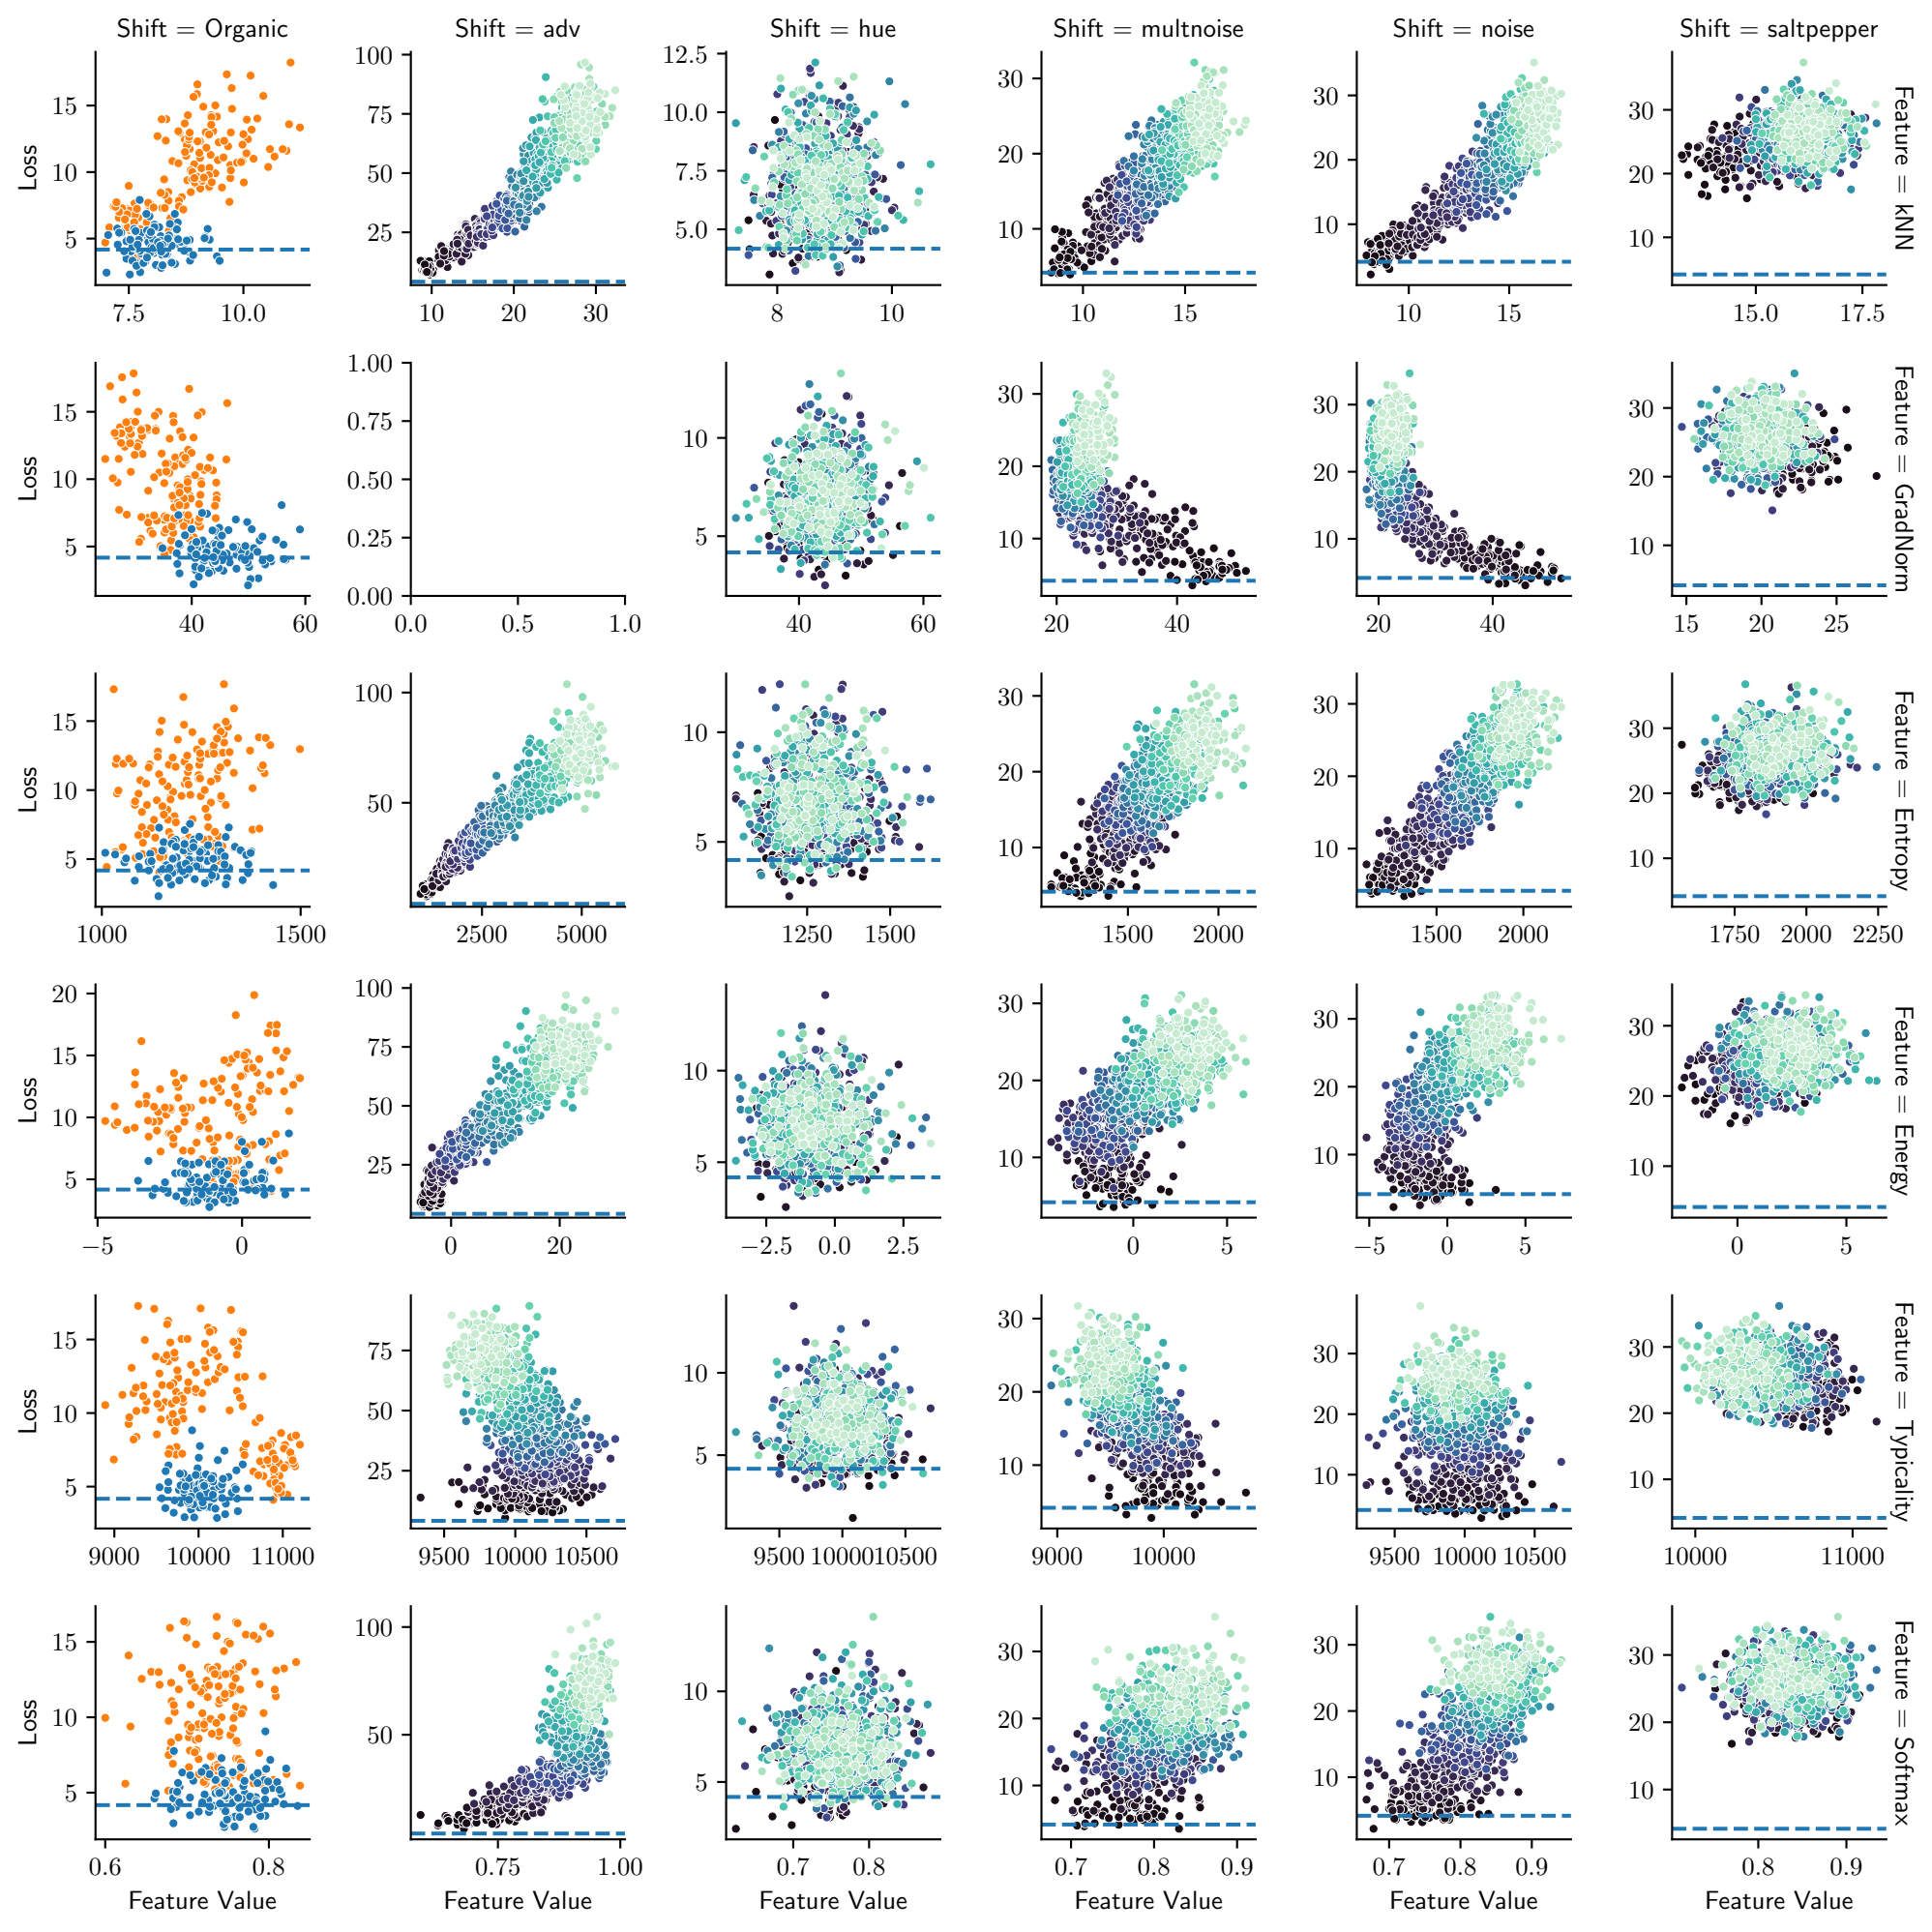 Shift = Organic Shift = adv Shift = hue Shift = multnoise Shift = noise Shift = saltpepper
100 12.5
15 75 10.0 30 30 30
Loss 10 50 7.5 20 20 20 Feature = kNN
5 25 5.0 10 10 10
7.5 10.0 10 20 30 8 10 10 15 10 15 15.0 17.5
1.00
15 0.75 10 30 30 30 Feature = GradNorm
Loss 10 0.50 20 20 20
5 0.25 5 10 10 10
0.00
40 60 0.0 0.5 1.0 40 60 20 40 20 40 15 20 25
15 100 10 30 30 30 Feature = Entropy
Loss 10 50 20 20 20
5 5 10 10 10
1000 1500 2500 5000 1250 1500 1500 2000 1500 2000 1750 2000 2250
20 100 30 30 30
15 75 10 Feature = Energy
Loss 10 50 20 20 20
5 25 5 10 10 10
−5 0 0 20 −2.5 0.0 2.5 0 5 −5 0 5 0 5
15 75 30 30 30 Feature = Typicality
Loss 10 50 10 20 20 20
5 25 5 10 10 10
9000 10000 11000 9500 10000 10500 9500 10000 10500 9000 10000 9500 10000 10500 10000 11000
15 100 30 30 30 Feature = Softmax
Loss 10 50 10 20 20 20
5 5 10 10 10
0.6 0.8 0.75 1.00 0.7 0.8 0.7 0.8 0.9 0.7 0.8 0.9 0.8 0.9
Feature Value Feature Value Feature Value Feature Value Feature Value Feature Value